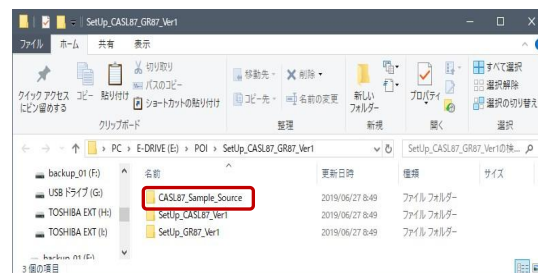 SetUp_CASL87_GR87_Ver1
ファイル ホーム 共有 表示
クイック アクセス
にピン留めする
コピー
貼り付け
切り取り
パスのコピー
ショートカットの貼り付け
クリップボード
移動先
コピー先
削除
名前の変更
整理
新しい
フォルダー
新規
プロパティ
開く
すべて選択
選択解除
選択の切り替え
選択
PC > E-DRIVE (E:) > POI > SetUp_CASL87_GR87_Ver1
SetUp_CASL87_GR87_Ver1の検...
backup_01 (F:)
USB ドライブ (G:)
TOSHIBA EXT (H:)
TOSHIBA EXT (I:)
backup_01 (F:)
名前 更新日時 種類 サイズ
CASL87_Sample_Source 2019/06/27 8:49 ファイル フォルダー
SetUp_CASL87_Ver1 2019/06/27 8:49 ファイル フォルダー
SetUp_GR87_Ver1 2019/06/27 8:49 ファイル フォルダー
3 個の項目